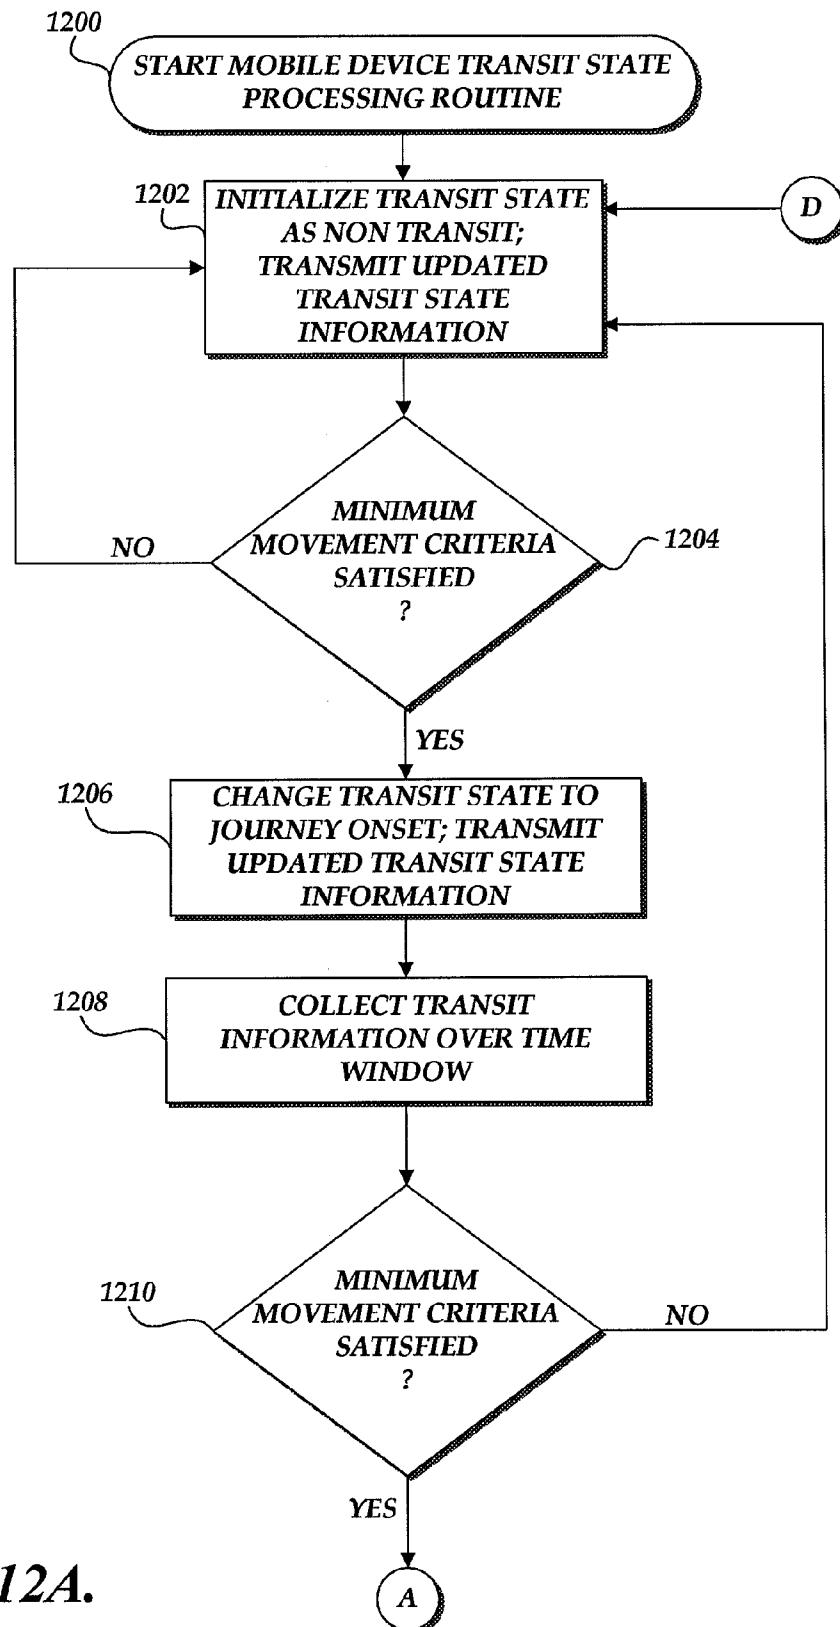 1200
START MOBILE DEVICE TRANSIT STATE
PROCESSING ROUTINE
1202
INITIALIZE TRANSIT STATE
AS NON TRANSIT;
TRANSMIT UPDATED
TRANSIT STATE
INFORMATION
D
MINIMUM
MOVEMENT CRITERIA
SATISFIED
?
1204
NO
YES
1206
CHANGE TRANSIT STATE TO
JOURNEY ONSET; TRANSMIT
UPDATED TRANSIT STATE
INFORMATION
1208
COLLECT TRANSIT
INFORMATION OVER TIME
WINDOW
1210
MINIMUM
MOVEMENT CRITERIA
SATISFIED
?
NO
YES
12A.
A